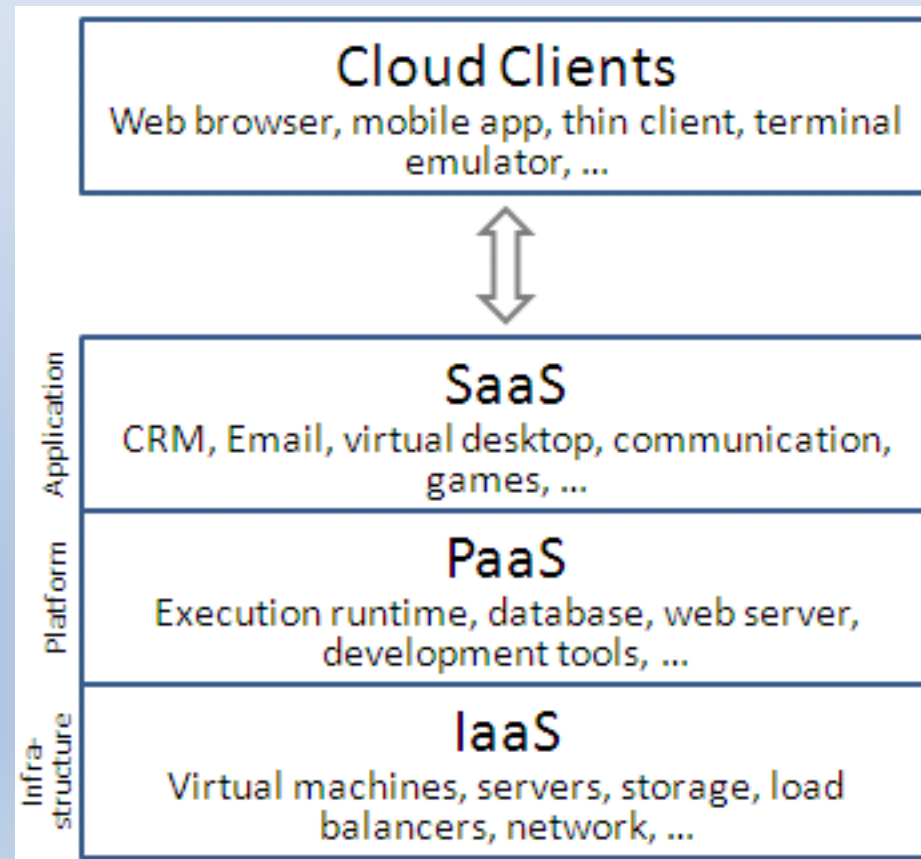 Cloud Clients
Web browser, mobile app, thin client, terminal
emulator, ...
Application
SaaS
CRM, Email, virtual desktop, communication,
games, ...
Platform
PaaS
Execution runtime, database, web server,
development tools, ...
Infra-
structure
IaaS
Virtual machines, servers, storage, load
balancers, network, ...